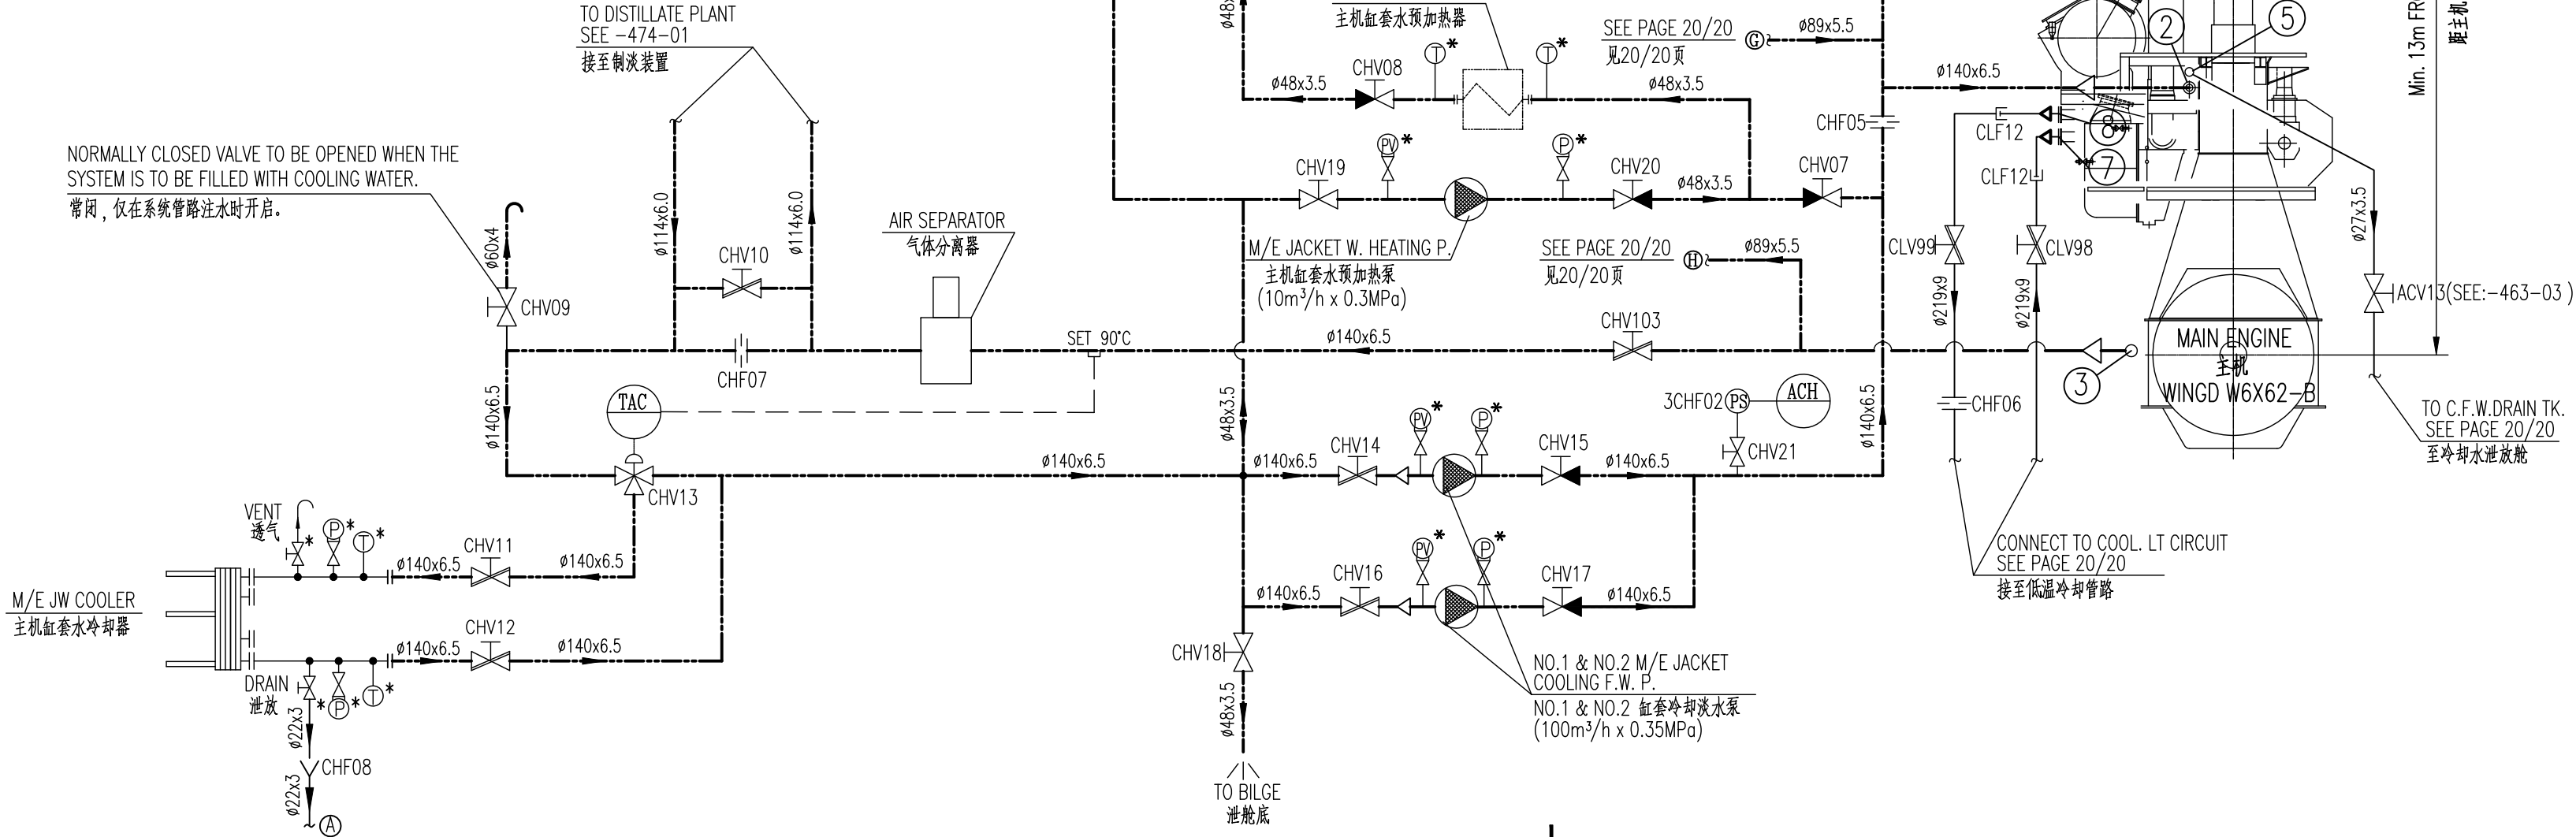 TO DISTILLATE PLANT
SEE -474-01
接至制淡装置
NORMALLY CLOSED VALVE TO BE OPENED WHEN THE
SYSTEM IS TO BE FILLED WITH COOLING WATER.
常闭，仅在系统管路注水时开启。
ø60x4
CHV09
ø114x6.0
ø114x6.0
CHV10
CHF07
AIR SEPARATOR
气体分离器
SET 90°C
ø140x6.5
TAC
CHV13
VENT
透气
P
*
*
T
*
CHV11
ø140x6.5
ø140x6.5
M/E JW COOLER
主机缸套水冷却器
CHV12
ø140x6.5
ø140x6.5
DRAIN
泄放
*
P
*
T
*
ø22x3
CHF08
ø22x3
A
主机缸套水预加热器
T
*
T
*
CHV08
ø48x3.5
ø48x3.5
PV
*
P
*
CHV19
CHV20
ø48x3.5
CHV07
M/E JACKET W. HEATING P.
主机缸套水预加热泵
(10m³/h x 0.3MPa)
SEE PAGE 20/20
见20/20页
G
ø89x5.5
SEE PAGE 20/20
见20/20页
H
ø89x5.5
CHF05
CHV103
ø140x6.5
ø48x3.5
ø140x6.5
ø140x6.5
CHV14
PV
*
P
*
CHV15
ø140x6.5
3CHF02
PS
ACH
CHV21
ø140x6.5
ø140x6.5
CHV16
PV
*
P
*
CHV17
ø140x6.5
CHV18
ø48x3.5
TO BILGE
泄舱底
NO.1 & NO.2 M/E JACKET
COOLING F.W. P.
NO.1 & NO.2 缸套冷却淡水泵
(100m³/h x 0.35MPa)
ø140x6.5
2
5
8
7
3
CLF12
CLF12
CLV99
CLV98
ø219x9
ø219x9
CHF06
CONNECT TO COOL. LT CIRCUIT
SEE PAGE 20/20
接至低温冷却管路
MAIN ENGINE
主机
WINGD W6X62-B
ø27x3.5
ACV13(SEE:-463-03 )
TO C.F.W.DRAIN TK.
SEE PAGE 20/20
至冷却水泄放舱
Min. 13m
距主机